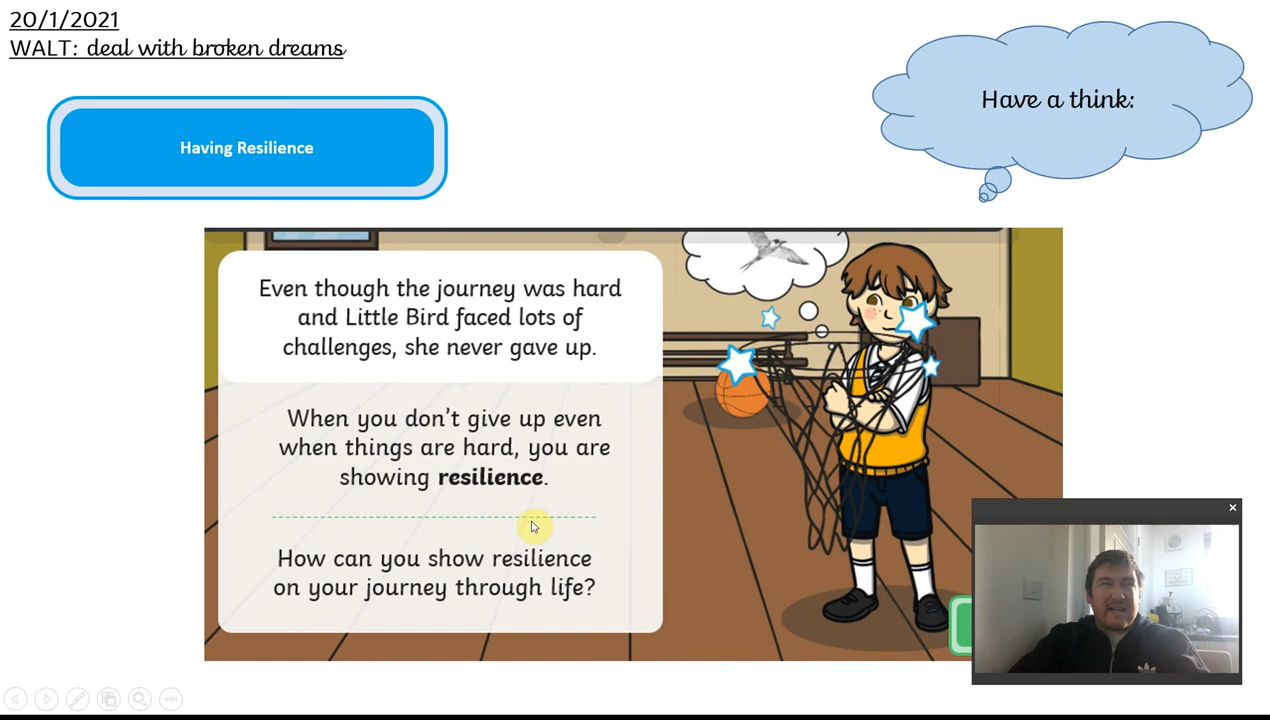 20/1/2021
WALT: deal with broken dreams
Having Resilience
Have a think:
Even though the journey was hard
and Little Bird faced lots of
challenges, she never gave up.
When you don't give up even
when things are hard, you are
showing resilience.
How can you show resilience
on your journey through life?